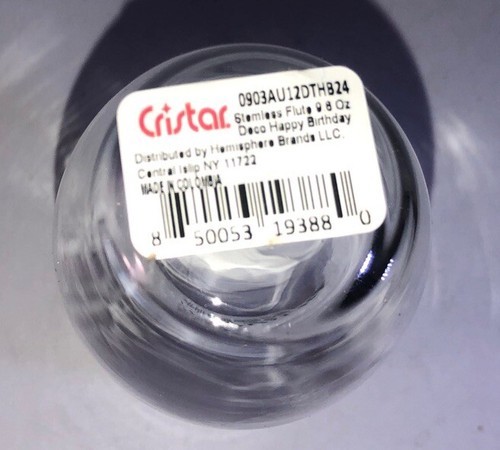 Cristar.
0903AU12DTHB24
Stemless Flute 9 6 Oz
Deco Happy Birthday
Distributed by Hemisphere Brands LLC.
Central Islip NY 11722
MADE IN COLOMBIA
8 50053 19388 0